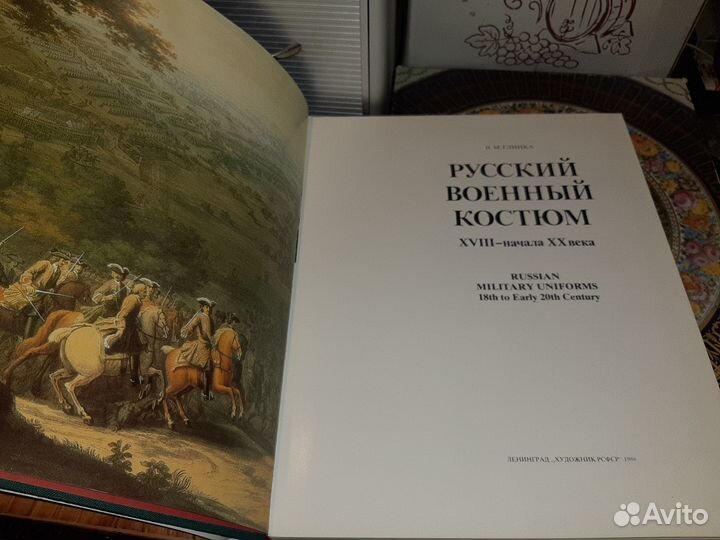 В. М. ГЛИНКА
РУССКИЙ
ВОЕННЫЙ
КОСТЮМ
XVIII–начала XX века
RUSSIAN
MILITARY UNIFORMS
18th to Early 20th Century
ЛЕНИНГРАД „ХУДОЖНИК РСФСР“ 1988
Avito